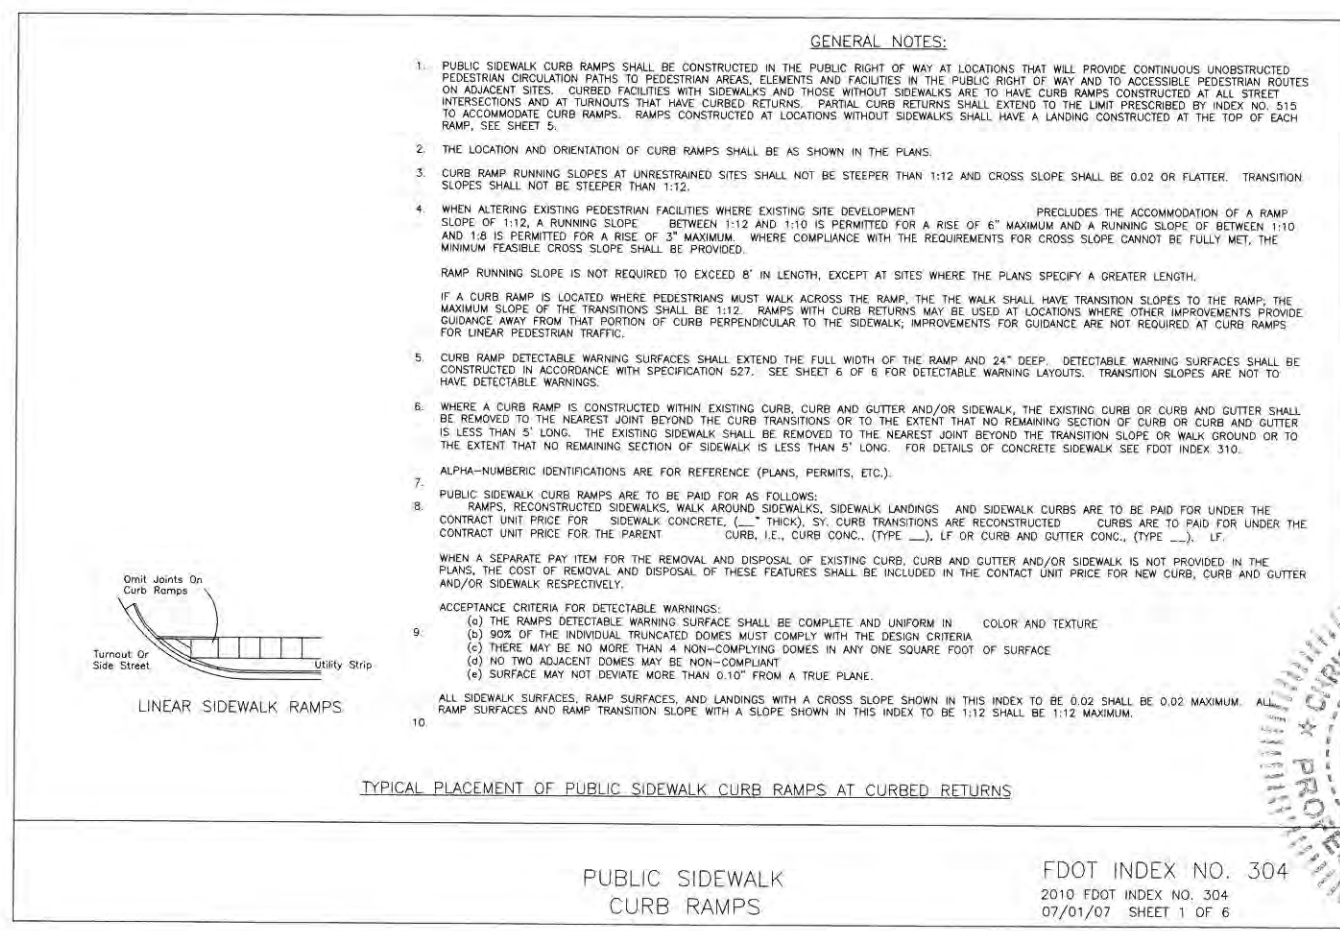 GENERAL NOTES:
1. PUBLIC SIDEWALK CURB RAMPS SHALL BE CONSTRUCTED IN THE PUBLIC RIGHT OF WAY AT LOCATIONS THAT WILL PROVIDE CONTINUOUS UNOBSTRUCTED
PEDESTRIAN CIRCULATION PATHS TO PEDESTRIAN AREAS, ELEMENTS AND FACILITIES IN THE PUBLIC RIGHT OF WAY AND TO ACCESSIBLE PEDESTRIAN ROUTES
ON ADJACENT SITES. CURBED FACILITIES WITH SIDEWALKS AND THOSE WITHOUT SIDEWALKS ARE TO HAVE CURB RAMPS CONSTRUCTED AT ALL STREET
INTERSECTIONS AND AT TURNOUTS THAT HAVE CURBED RETURNS. PARTIAL CURB RETURNS SHALL EXTEND TO THE LIMIT PRESCRIBED BY INDEX NO. 515
TO ACCOMMODATE CURB RAMPS. RAMPS CONSTRUCTED AT LOCATIONS WITHOUT SIDEWALKS SHALL HAVE A LANDING CONSTRUCTED AT THE TOP OF EACH
RAMP, SEE SHEET 5.
2. THE LOCATION AND ORIENTATION OF CURB RAMPS SHALL BE AS SHOWN IN THE PLANS.
3. CURB RAMP RUNNING SLOPES AT UNRESTRAINED SITES SHALL NOT BE STEEPER THAN 1:12 AND CROSS SLOPE SHALL BE 0.02 OR FLATTER. TRANSITION
SLOPES SHALL NOT BE STEEPER THAN 1:12.
4. WHEN ALTERING EXISTING PEDESTRIAN FACILITIES WHERE EXISTING SITE DEVELOPMENT PRECLUDES THE ACCOMMODATION OF A RAMP
SLOPE OF 1:12, A RUNNING SLOPE BETWEEN 1:12 AND 1:10 IS PERMITTED FOR A RISE OF 6" MAXIMUM AND A RUNNING SLOPE OF BETWEEN 1:10
AND 1:8 IS PERMITTED FOR A RISE OF 3" MAXIMUM. WHERE COMPLIANCE WITH THE REQUIREMENTS FOR CROSS SLOPE CANNOT BE FULLY MET, THE
MINIMUM FEASIBLE CROSS SLOPE SHALL BE PROVIDED.
RAMP RUNNING SLOPE IS NOT REQUIRED TO EXCEED 8' IN LENGTH, EXCEPT AT SITES WHERE THE PLANS SPECIFY A GREATER LENGTH.
IF A CURB RAMP IS LOCATED WHERE PEDESTRIANS MUST WALK ACROSS THE RAMP, THE THE WALK SHALL HAVE TRANSITION SLOPES TO THE RAMP; THE
MAXIMUM SLOPE OF THE TRANSITIONS SHALL BE 1:12. RAMPS WITH CURB RETURNS MAY BE USED AT LOCATIONS WHERE OTHER IMPROVEMENTS PROVIDE
GUIDANCE AWAY FROM THAT PORTION OF CURB PERPENDICULAR TO THE SIDEWALK; IMPROVEMENTS FOR GUIDANCE ARE NOT REQUIRED AT CURB RAMPS
FOR LINEAR PEDESTRIAN TRAFFIC.
5. CURB RAMP DETECTABLE WARNING SURFACES SHALL EXTEND THE FULL WIDTH OF THE RAMP AND 24" DEEP. DETECTABLE WARNING SURFACES SHALL BE
CONSTRUCTED IN ACCORDANCE WITH SPECIFICATION 527. SEE SHEET 6 OF 6 FOR DETECTABLE WARNING LAYOUTS. TRANSITION SLOPES ARE NOT TO
HAVE DETECTABLE WARNINGS.
6. WHERE A CURB RAMP IS CONSTRUCTED WITHIN EXISTING CURB, CURB AND GUTTER AND/OR SIDEWALK, THE EXISTING CURB OR CURB AND GUTTER SHALL
BE REMOVED TO THE NEAREST JOINT BEYOND THE CURB TRANSITIONS OR TO THE EXTENT THAT NO REMAINING SECTION OF CURB OR CURB AND GUTTER
IS LESS THAN 5' LONG. THE EXISTING SIDEWALK SHALL BE REMOVED TO THE NEAREST JOINT BEYOND THE TRANSITION SLOPE OR WALK GROUND OR TO
THE EXTENT THAT NO REMAINING SECTION OF SIDEWALK IS LESS THAN 5' LONG. FOR DETAILS OF CONCRETE SIDEWALK SEE FDOT INDEX 310.
ALPHA-NUMBERIC IDENTIFICATIONS ARE FOR REFERENCE (PLANS, PERMITS, ETC.).
7.
PUBLIC SIDEWALK CURB RAMPS ARE TO BE PAID FOR AS FOLLOWS:
8. RAMPS, RECONSTRUCTED SIDEWALKS, WALK AROUND SIDEWALKS, SIDEWALK LANDINGS AND SIDEWALK CURBS ARE TO BE PAID FOR UNDER THE
CONTRACT UNIT PRICE FOR SIDEWALK CONCRETE, (__" THICK), SY. CURB TRANSITIONS ARE RECONSTRUCTED CURBS ARE TO PAID FOR UNDER THE
CONTRACT UNIT PRICE FOR THE PARENT CURB, I.E., CURB CONC., (TYPE __), LF OR CURB AND GUTTER CONC., (TYPE __), LF.
WHEN A SEPARATE PAY ITEM FOR THE REMOVAL AND DISPOSAL OF EXISTING CURB, CURB AND GUTTER AND/OR SIDEWALK IS NOT PROVIDED IN THE
PLANS, THE COST OF REMOVAL AND DISPOSAL OF THESE FEATURES SHALL BE INCLUDED IN THE CONTACT UNIT PRICE FOR NEW CURB, CURB AND GUTTER
AND/OR SIDEWALK RESPECTIVELY.
ACCEPTANCE CRITERIA FOR DETECTABLE WARNINGS:
(a) THE RAMPS DETECTABLE WARNING SURFACE SHALL BE COMPLETE AND UNIFORM IN COLOR AND TEXTURE
9. (b) 90% OF THE INDIVIDUAL TRUNCATED DOMES MUST COMPLY WITH THE DESIGN CRITERIA
(c) THERE MAY BE NO MORE THAN 4 NON-COMPLYING DOMES IN ANY ONE SQUARE FOOT OF SURFACE
(d) NO TWO ADJACENT DOMES MAY BE NON-COMPLIANT
(e) SURFACE MAY NOT DEVIATE MORE THAN 0.10" FROM A TRUE PLANE.
ALL SIDEWALK SURFACES, RAMP SURFACES, AND LANDINGS WITH A CROSS SLOPE SHOWN IN THIS INDEX TO BE 0.02 SHALL BE 0.02 MAXIMUM. ALL
RAMP SURFACES AND RAMP TRANSITION SLOPE WITH A SLOPE SHOWN IN THIS INDEX TO BE 1:12 SHALL BE 1:12 MAXIMUM.
10.
Omit Joints On
Curb Ramps
Turnout Or
Side Street
Utility Strip
LINEAR SIDEWALK RAMPS
TYPICAL PLACEMENT OF PUBLIC SIDEWALK CURB RAMPS AT CURBED RETURNS
PUBLIC SIDEWALK
CURB RAMPS
FDOT INDEX NO. 304
2010 FDOT INDEX NO. 304
07/01/07 SHEET 1 OF 6